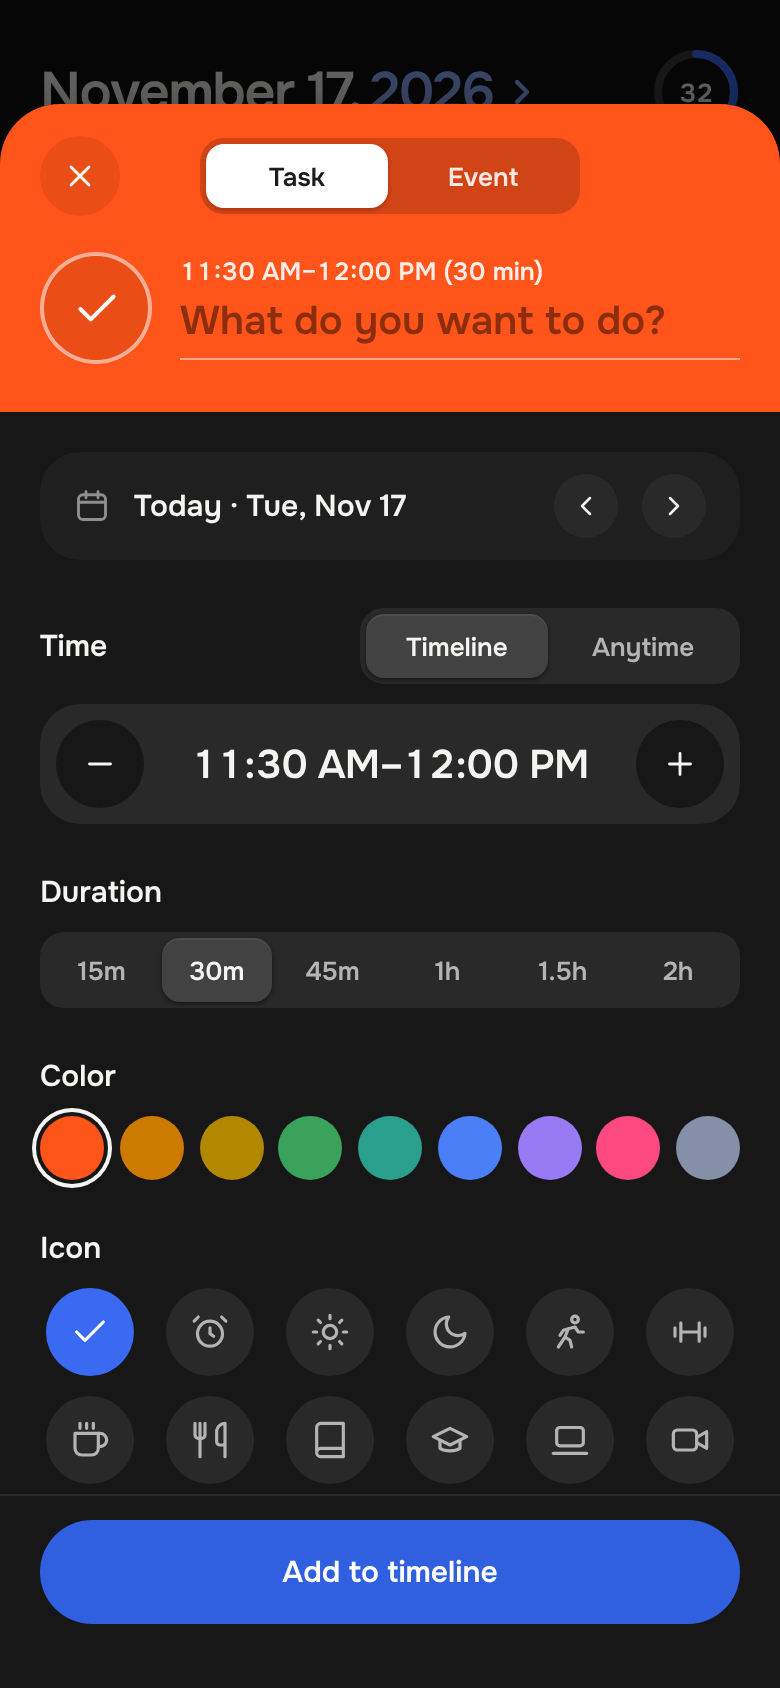 November 17, 2026
32
Task
Event
11:30 AM–12:00 PM (30 min)
What do you want to do?
Today · Tue, Nov 17
Time
Timeline
Anytime
11:30 AM–12:00 PM
Duration
15m
30m
45m
1h
1.5h
2h
Color
Icon
Add to timeline